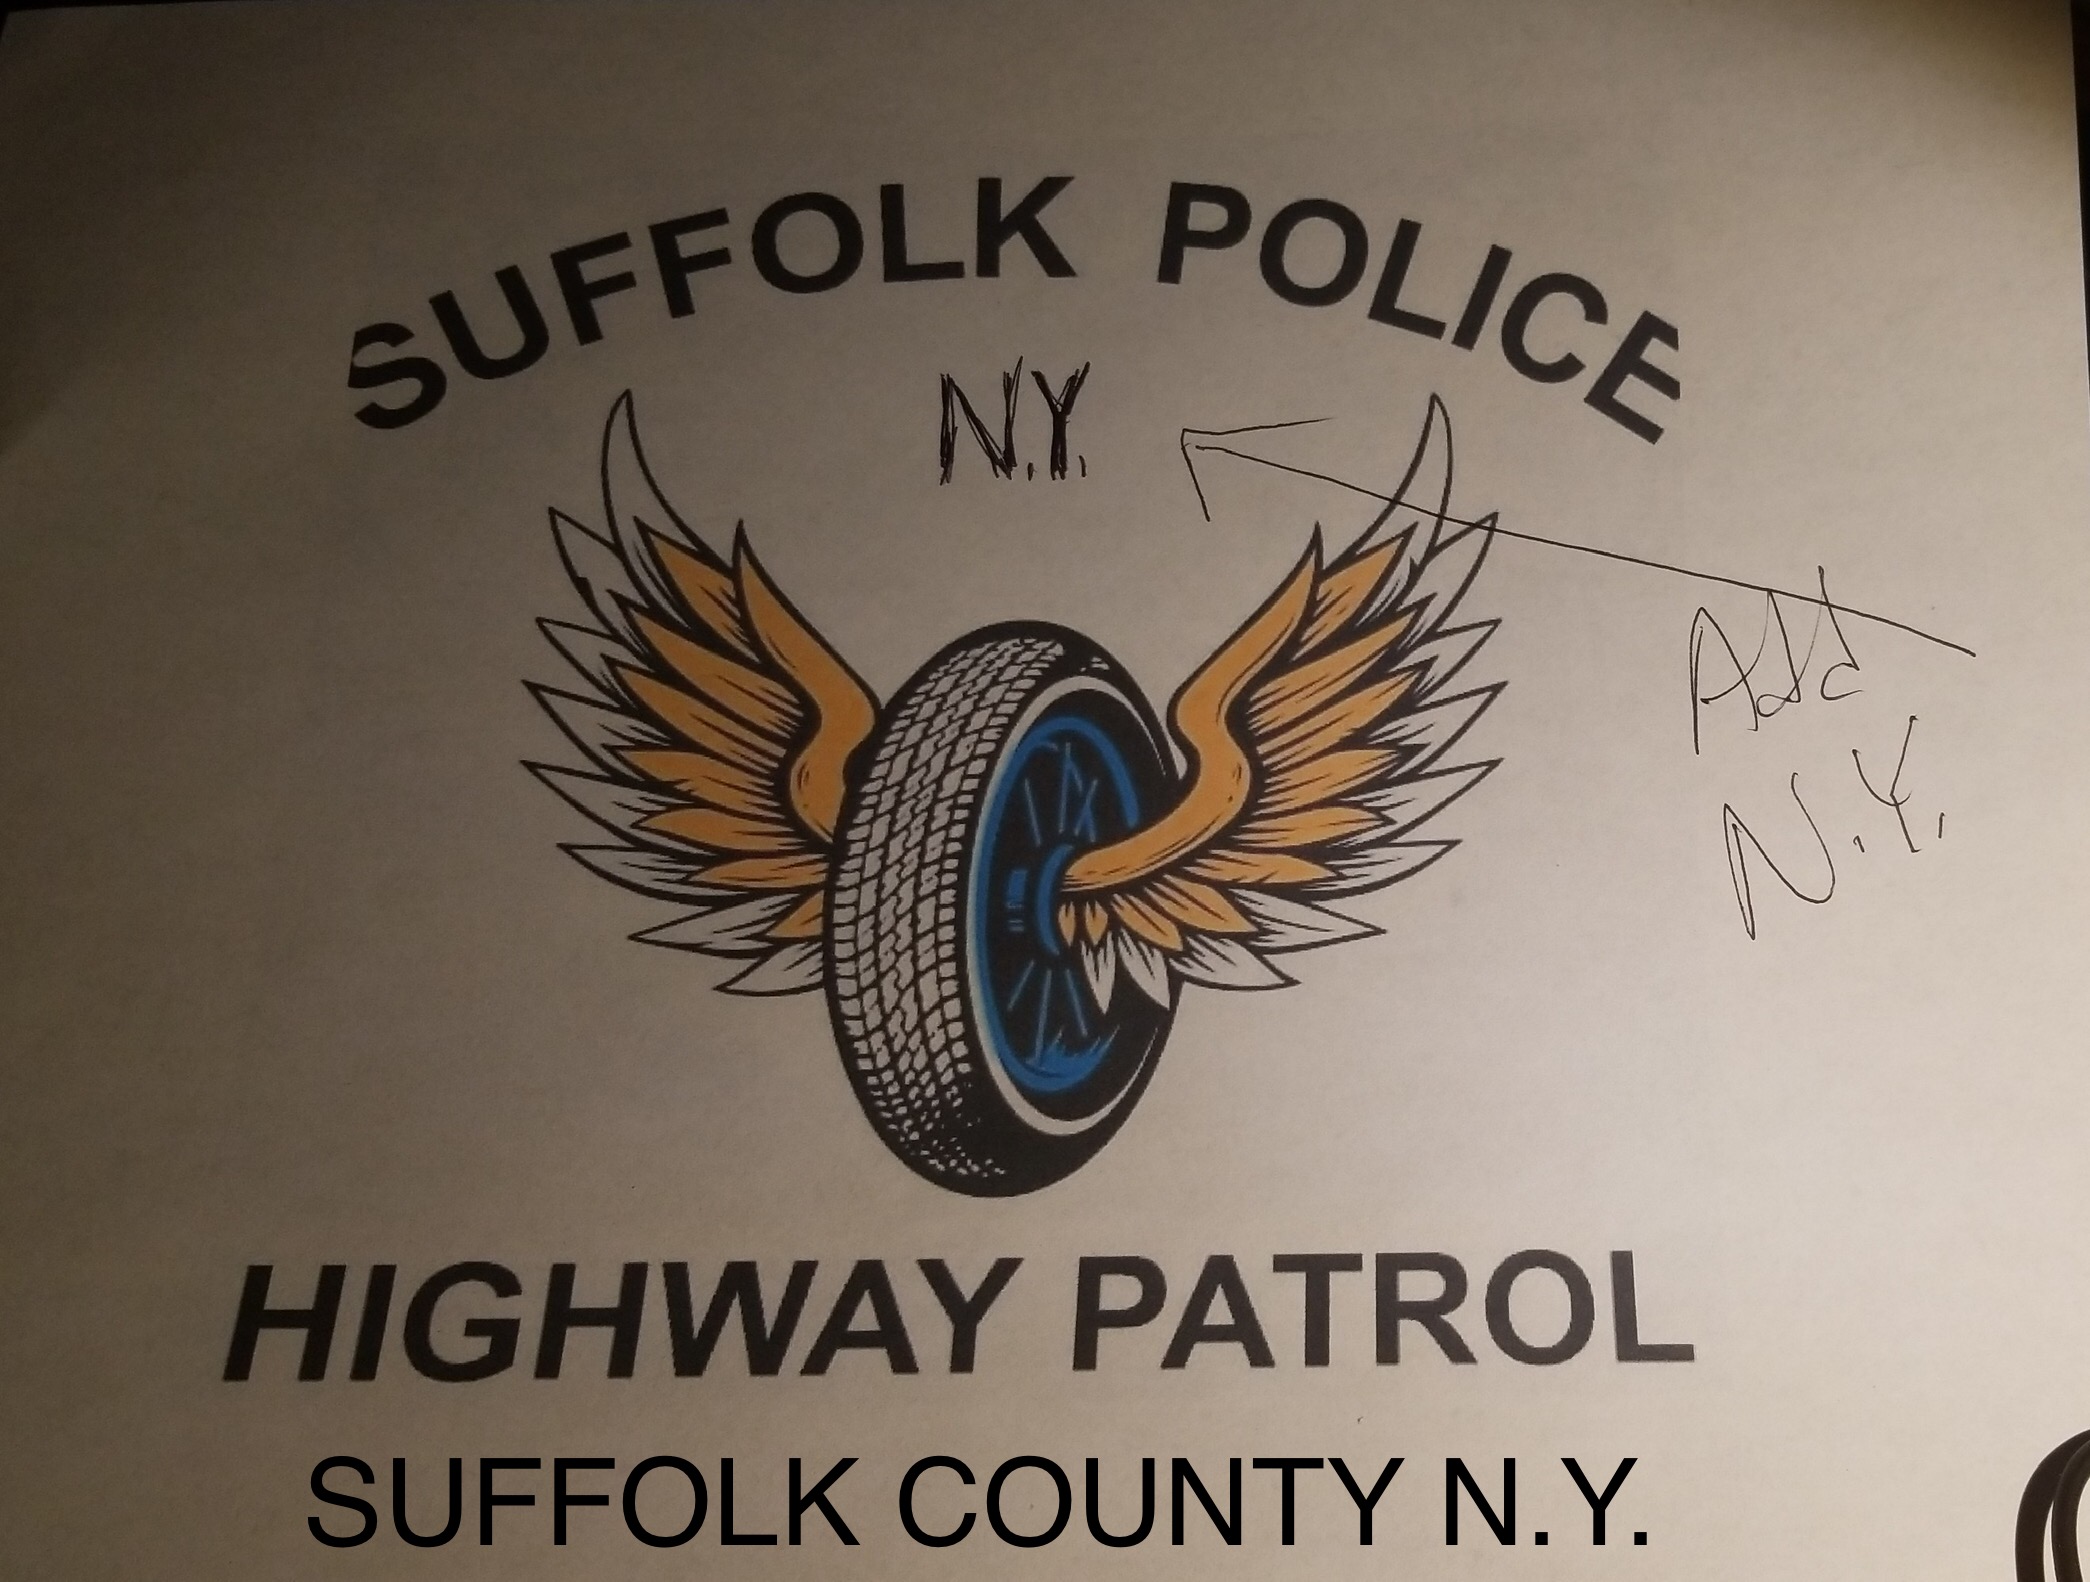 SUFFOLK POLICE
N.Y.
Add
N.Y.
HIGHWAY PATROL
SUFFOLK COUNTY N.Y.